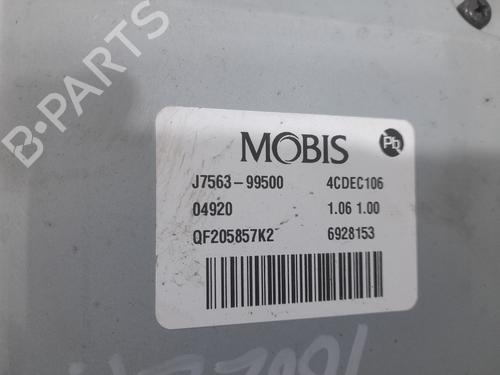 B-PARTS
MOBIS
Pb
J7563-99500 4CDEC106
04920 1.06 1.00
QF205857K2 6928153